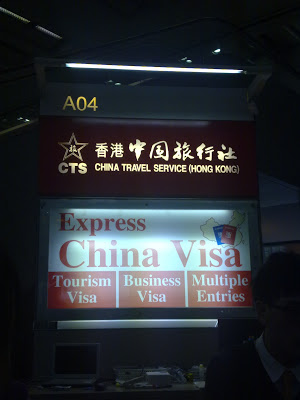 A04
香港中国旅行社
CTS
CHINA TRAVEL SERVICE (HONG KONG)
Express
China Visa
Tourism Visa
Business Visa
Multiple Entries